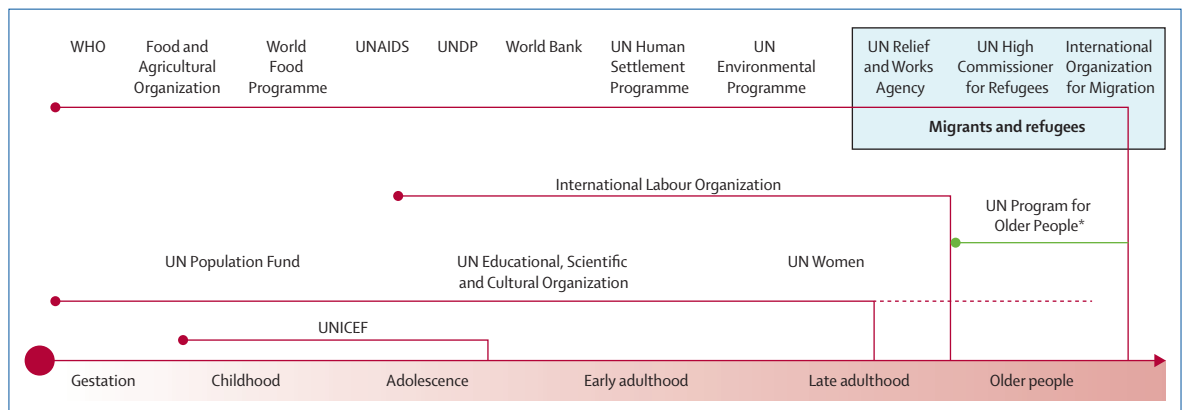 WHO
Food and
Agricultural
Organization
World
Food
Programme
UNAIDS
UNDP
World Bank
UN Human
Settlement
Programme
UN
Environmental
Programme
UN Relief
and Works
Agency
UN High
Commissioner
for Refugees
International
Organization
for Migration
Migrants and refugees
International Labour Organization
UN Program for
Older People*
UN Population Fund
UN Educational, Scientific
and Cultural Organization
UN Women
UNICEF
Gestation
Childhood
Adolescence
Early adulthood
Late adulthood
Older people